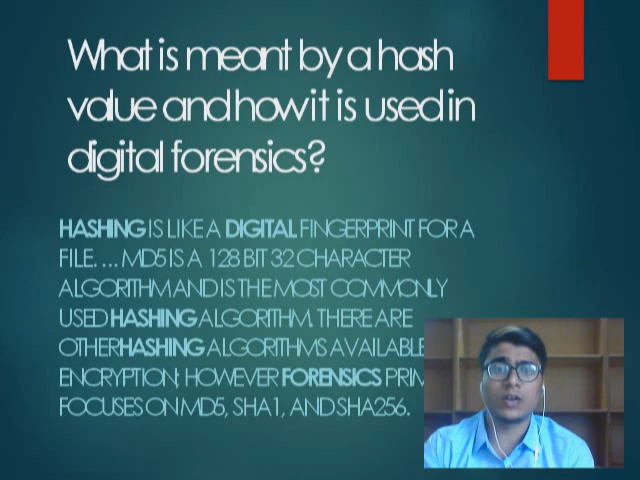 What is meant by a hash
value and how it is used in
digital forensics?
HASHING IS LIKE A DIGITAL FINGERPRINT FOR A
FILE. ... MD5 IS A 128 BIT 32 CHARACTER
ALGORITHM AND IS THE MOST COMMONLY
USED HASHING ALGORITHM. THERE ARE
OTHER HASHING ALGORITHMS AVAILABLE
ENCRYPTION; HOWEVER FORENSICS
FOCUSES ON MD5, SHA1, AND SHA256.